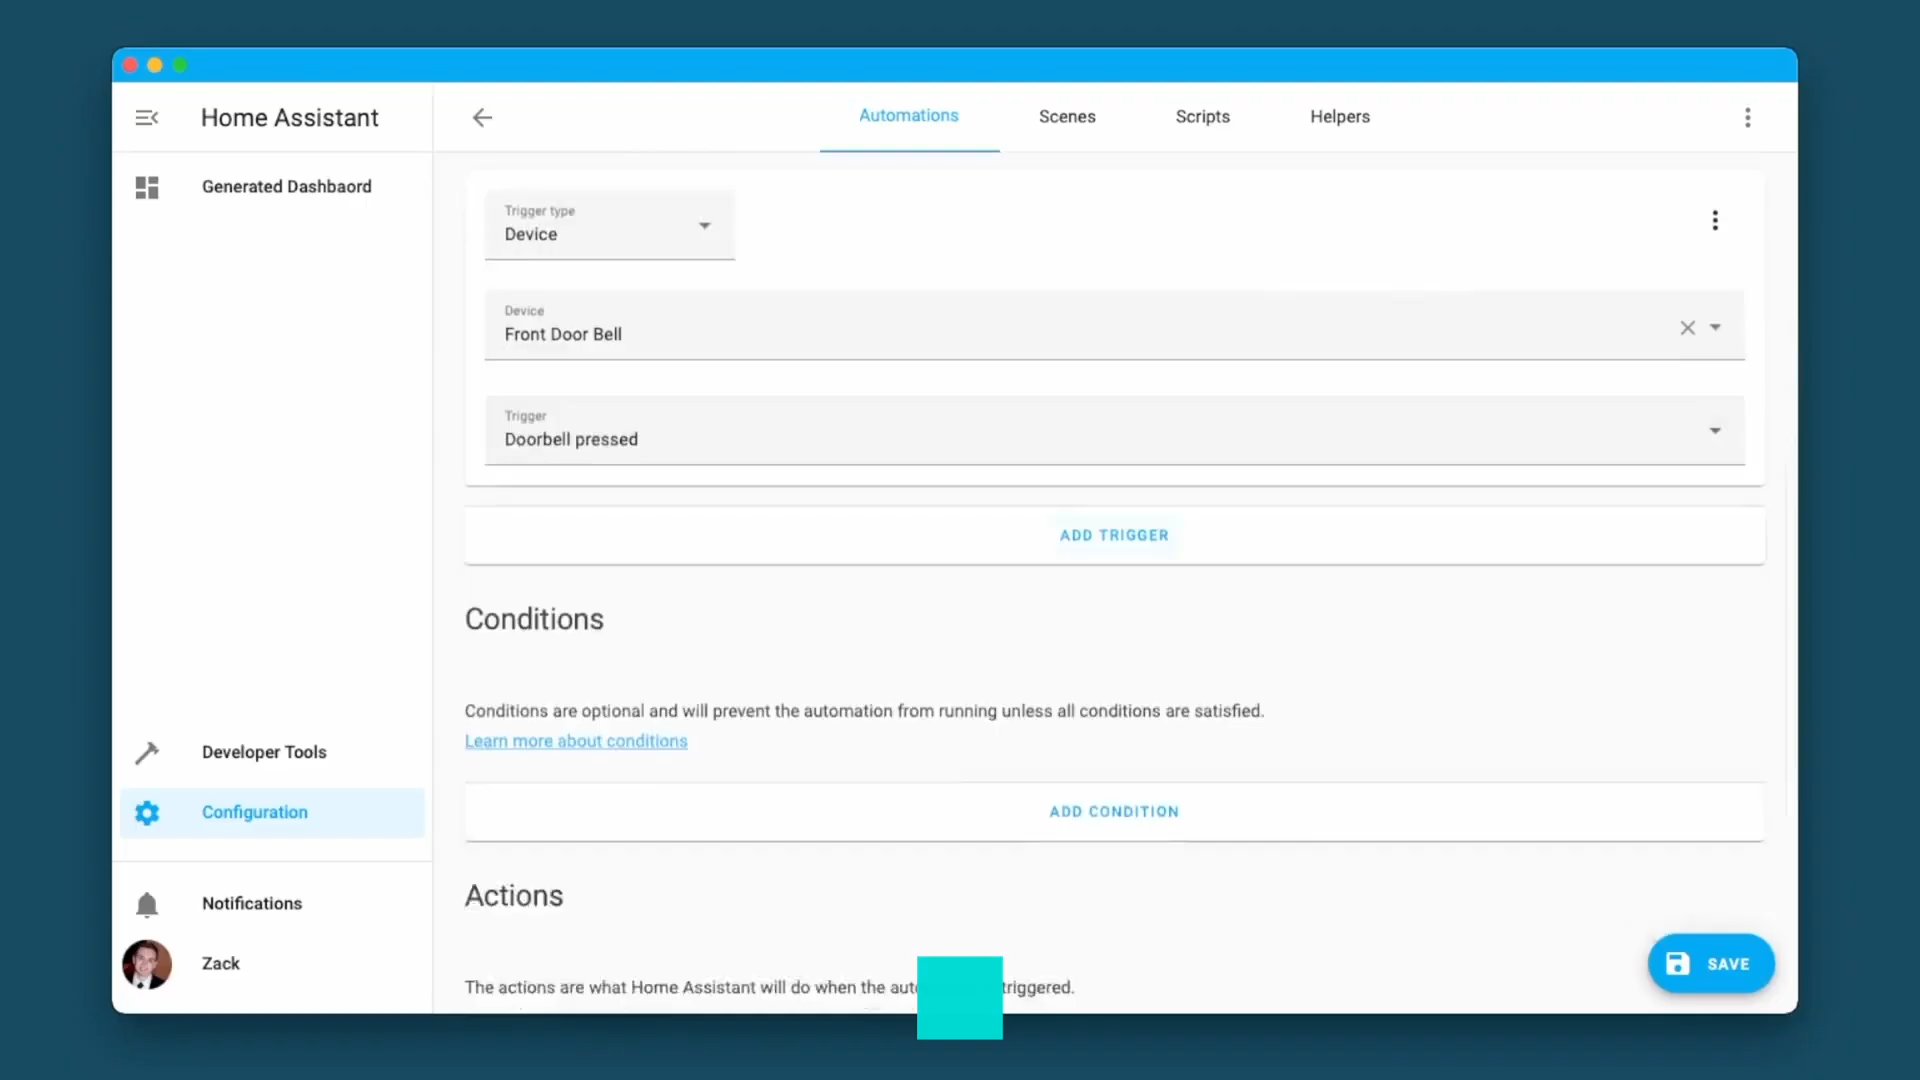 Home Assistant
Automations
Scenes
Scripts
Helpers
Generated Dashbaord
Trigger type
Device
Device
Front Door Bell
Trigger
Doorbell pressed
ADD TRIGGER
Conditions
Conditions are optional and will prevent the automation from running unless all conditions are satisfied.
Learn more about conditions
ADD CONDITION
Actions
The actions are what Home Assistant will do when the triggered.
Developer Tools
Configuration
Notifications
Zack
SAVE